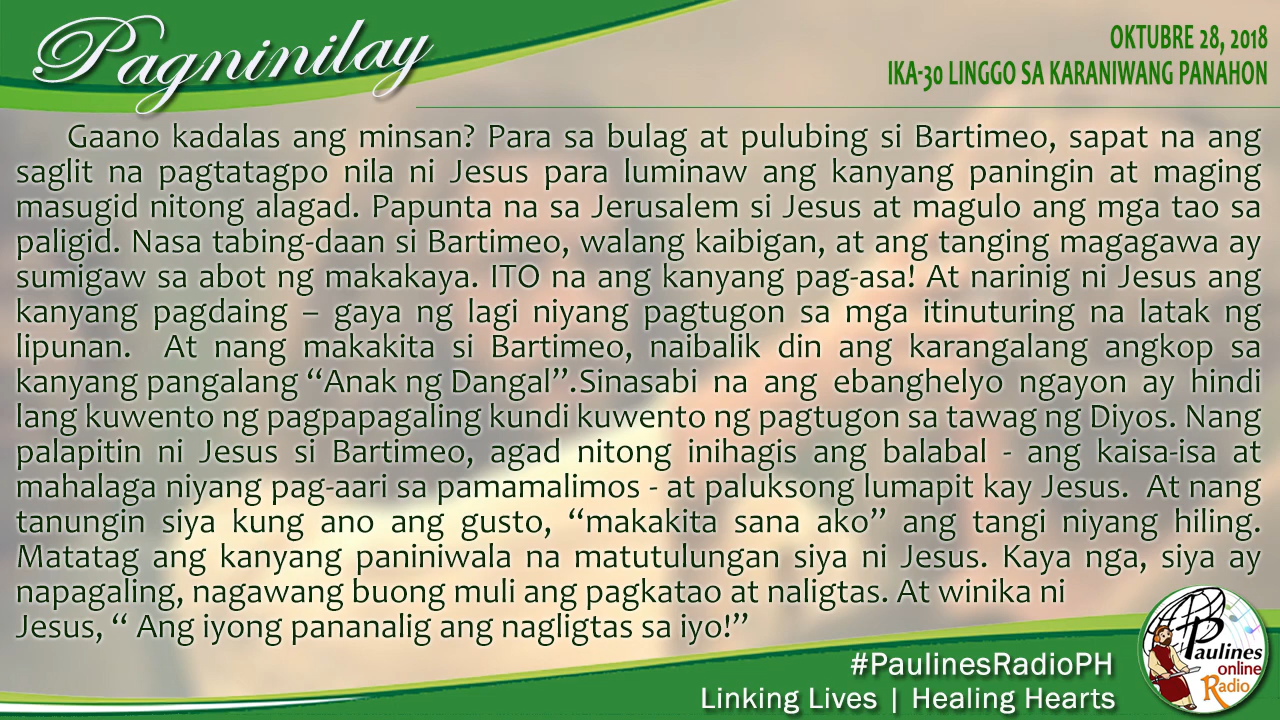 Pagninilay
OKTUBRE 28, 2018
IKA-30 LINGGO SA KARANIWANG PANAHON
Gaano kadalas ang minsan? Para sa bulag at pulubing si Bartimeo, sapat na ang
saglit na pagtatagpo nila ni Jesus para luminaw ang kanyang paningin at maging
masugid nitong alagad. Papunta na sa Jerusalem si Jesus at magulo ang mga tao sa
paligid. Nasa tabing-daan si Bartimeo, walang kaibigan, at ang tanging magagawa ay
sumigaw sa abot ng makakaya. ITO na ang kanyang pag-asa! At narinig ni Jesus ang
kanyang pagdaing – gaya ng lagi niyang pagtugon sa mga itinuturing na latak ng
lipunan. At nang makakita si Bartimeo, naibalik din ang karangalang angkop sa
kanyang pangalang “Anak ng Dangal”.Sinasabi na ang ebanghelyo ngayon ay hindi
lang kuwento ng pagpapagaling kundi kuwento ng pagtugon sa tawag ng Diyos. Nang
palapitin ni Jesus si Bartimeo, agad nitong inihagis ang balabal - ang kaisa-isa at
mahalaga niyang pag-aari sa pamamalimos - at paluksong lumapit kay Jesus. At nang
tanungin siya kung ano ang gusto, “makakita sana ako” ang tangi niyang hiling.
Matatag ang kanyang paniniwala na matutulungan siya ni Jesus. Kaya nga, siya ay
napagaling, nagawang buong muli ang pagkatao at naligtas. At winika ni
Jesus, “ Ang iyong pananalig ang nagligtas sa iyo!”
Paulines
online
Radio
#PaulinesRadioPH
Linking Lives | Healing Hearts